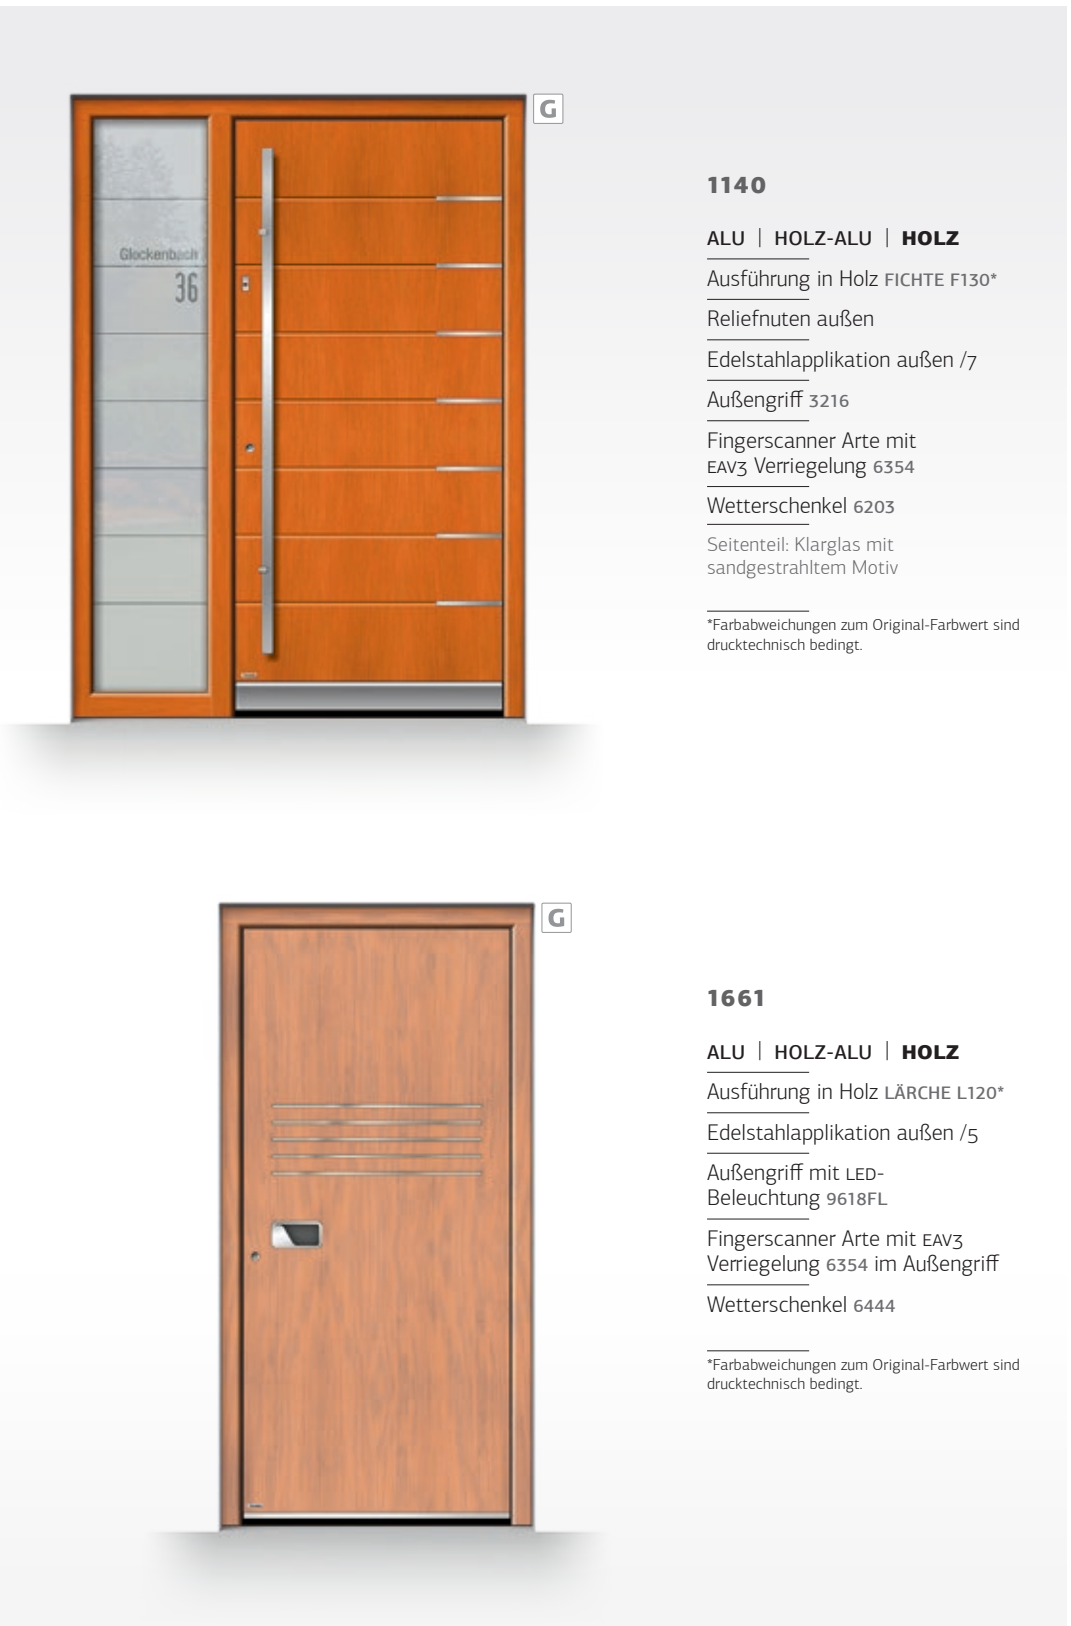 G
Glockenbach
36
1140
ALU | HOLZ-ALU | HOLZ
Ausführung in Holz FICHTE F130*
Reliefnuten außen
Edelstahlapplikation außen /7
Außengriff 3216
Fingerscanner Arte mit
EAV3 Verriegelung 6354
Wetterschenkel 6203
Seitenteil: Klarglas mit
sandgestrahltem Motiv
*Farbabweichungen zum Original-Farbwert sind
drucktechnisch bedingt.
G
1661
ALU | HOLZ-ALU | HOLZ
Ausführung in Holz LÄRCHE L120*
Edelstahlapplikation außen /5
Außengriff mit LED-
Beleuchtung 9618FL
Fingerscanner Arte mit EAV3
Verriegelung 6354 im Außengriff
Wetterschenkel 6444
*Farbabweichungen zum Original-Farbwert sind
drucktechnisch bedingt.